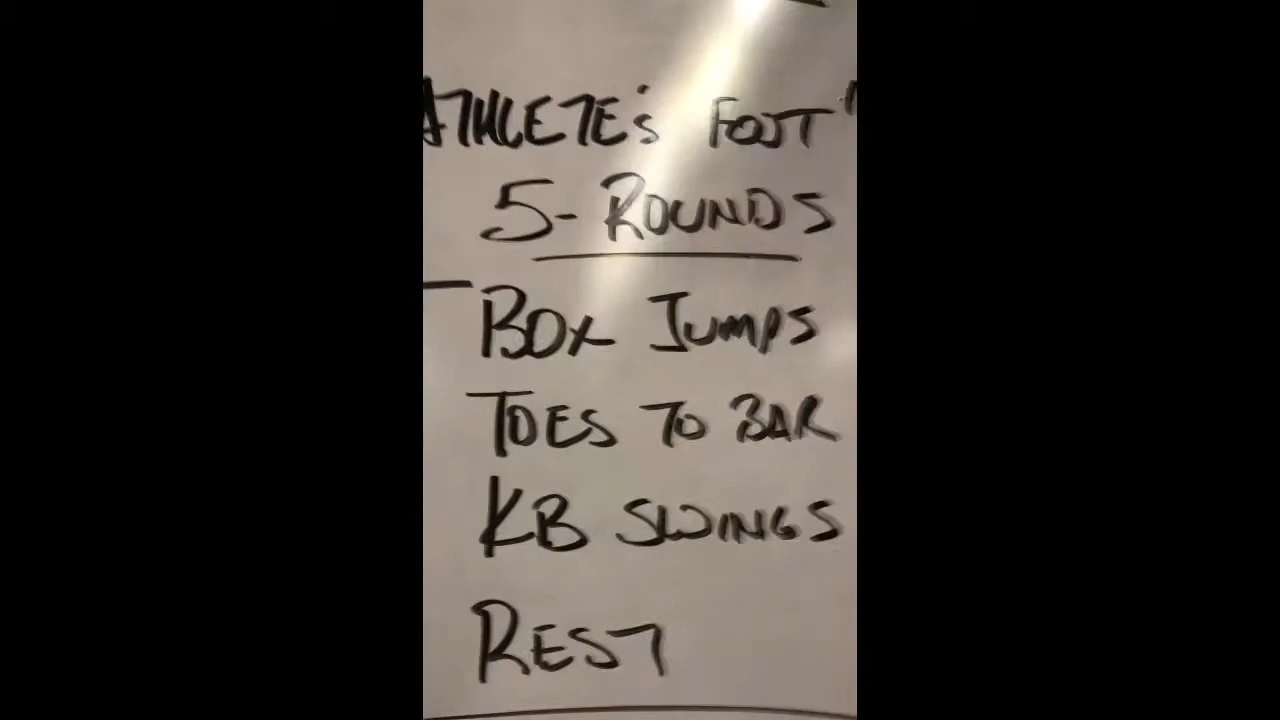 ATHLETE'S FOOT"
5- ROUNDS
BOX JUMPS
TOES TO BAR
KB SWINGS
REST